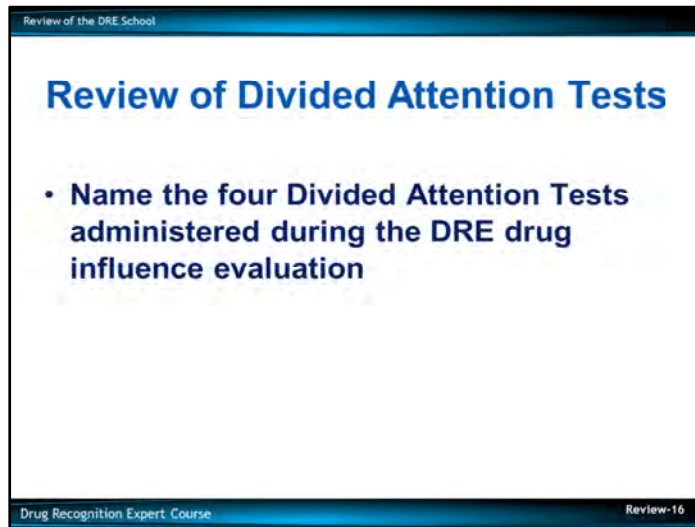 Review of the DRE School
Review of Divided Attention Tests
• Name the four Divided Attention Tests
administered during the DRE drug
influence evaluation
Drug Recognition Expert Course
Review-16